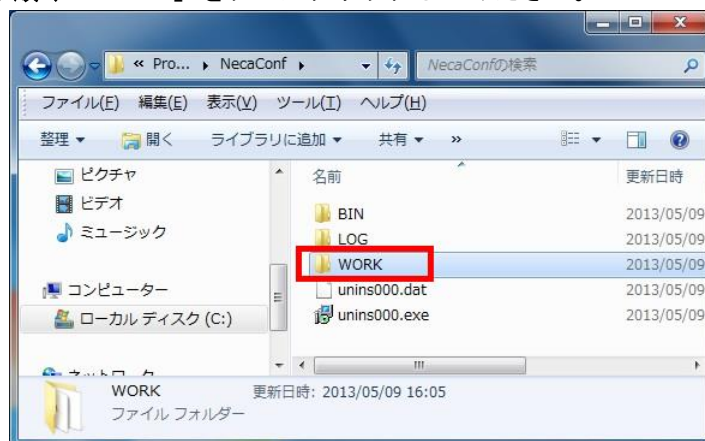 « Pro... ▸ NecaConf ▸ NecaConfの検索
ファイル(F) 編集(E) 表示(V) ツール(T) ヘルプ(H)
整理 ▼ 開く ライブラリに追加 ▼ 共有 ▼ »
ピクチャ
ビデオ
ミュージック
コンピューター
ローカル ディスク (C:)
名前 更新日時
BIN 2013/05/09
LOG 2013/05/09
WORK 2013/05/09
unins000.dat 2013/05/09
unins000.exe 2013/05/09
WORK 更新日時: 2013/05/09 16:05
ファイル フォルダー